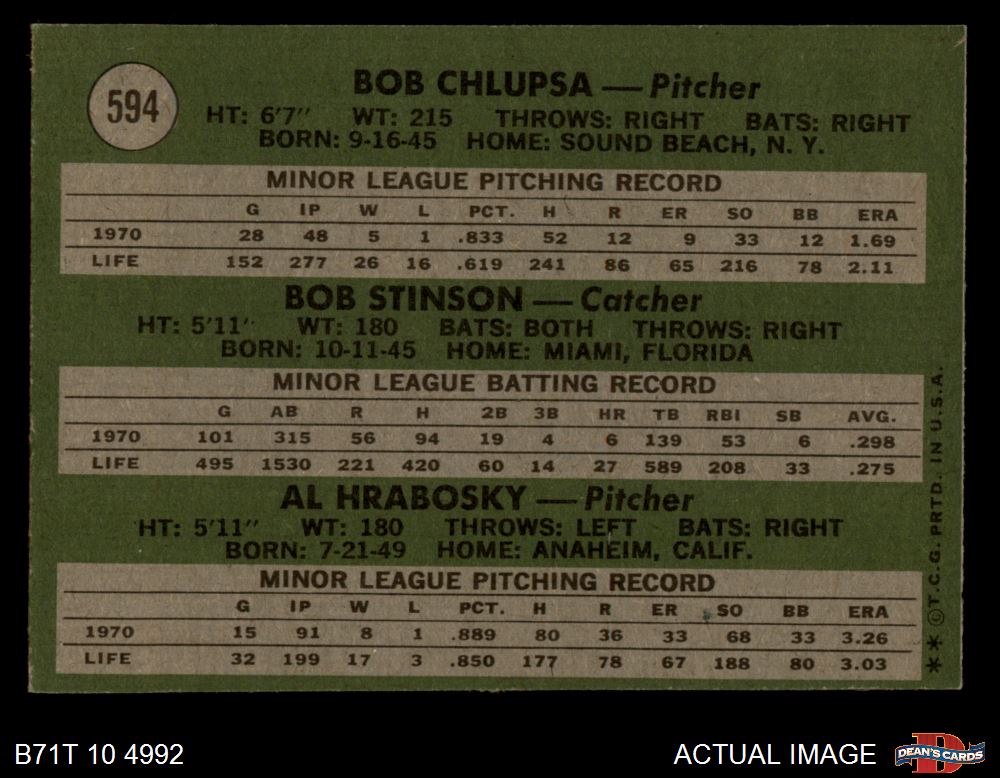 594
BOB CHLUPSA — Pitcher
HT: 6'7" WT: 215 THROWS: RIGHT BATS: RIGHT
BORN: 9-16-45 HOME: SOUND BEACH, N. Y.
MINOR LEAGUE PITCHING RECORD
G IP W L PCT. H R ER SO BB ERA
1970 28 48 5 1 .833 52 12 9 33 12 1.69
LIFE 152 277 26 16 .619 241 86 65 216 78 2.11
BOB STINSON — Catcher
HT: 5'11" WT: 180 BATS: BOTH THROWS: RIGHT
BORN: 10-11-45 HOME: MIAMI, FLORIDA
MINOR LEAGUE BATTING RECORD
G AB R H 2B 3B HR TB RBI SB AVG.
1970 101 315 56 94 19 4 6 139 53 6 .298
LIFE 495 1530 221 420 60 14 27 589 208 33 .275
AL HRABOSKY — Pitcher
HT: 5'11" WT: 180 THROWS: LEFT BATS: RIGHT
BORN: 7-21-49 HOME: ANAHEIM, CALIF.
MINOR LEAGUE PITCHING RECORD
G IP W L PCT. H R ER SO BB ERA
1970 15 91 8 1 .889 80 36 33 68 33 3.26
LIFE 32 199 17 3 .850 177 78 67 188 80 3.03
** ©T.C.G. PRTD. IN U.S.A.
B71T 10 4992
ACTUAL IMAGE
D
DEAN'S CARDS